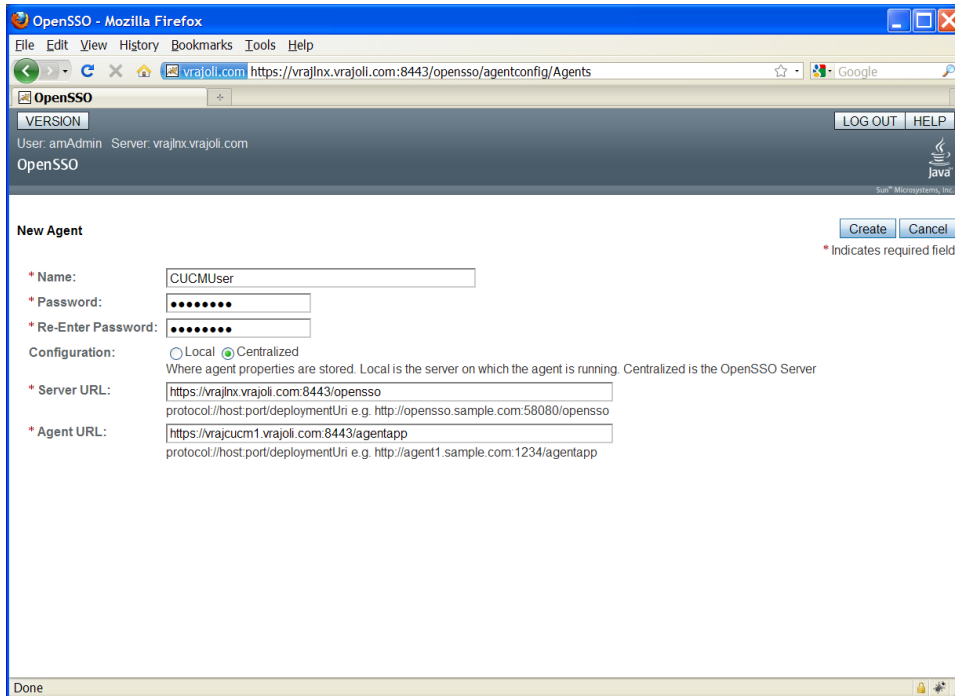 OpenSSO - Mozilla Firefox
File Edit View History Bookmarks Tools Help
vrajoli.com https://vrajlnx.vrajoli.com:8443/opensso/agentconfig/Agents Google
OpenSSO
VERSION LOG OUT HELP
User: amAdmin Server: vrajlnx.vrajoli.com
OpenSSO
Java
Sun™ Microsystems, Inc.
New Agent Create Cancel
* Indicates required field
* Name: CUCMUser
* Password: ••••••••
* Re-Enter Password: ••••••••
Configuration: Local Centralized
Where agent properties are stored. Local is the server on which the agent is running. Centralized is the OpenSSO Server
* Server URL: https://vrajlnx.vrajoli.com:8443/opensso
protocol://host:port/deploymentUri e.g. http://opensso.sample.com:58080/opensso
* Agent URL: https://vrajcucm1.vrajoli.com:8443/agentapp
protocol://host:port/deploymentUri e.g. http://agent1.sample.com:1234/agentapp
Done